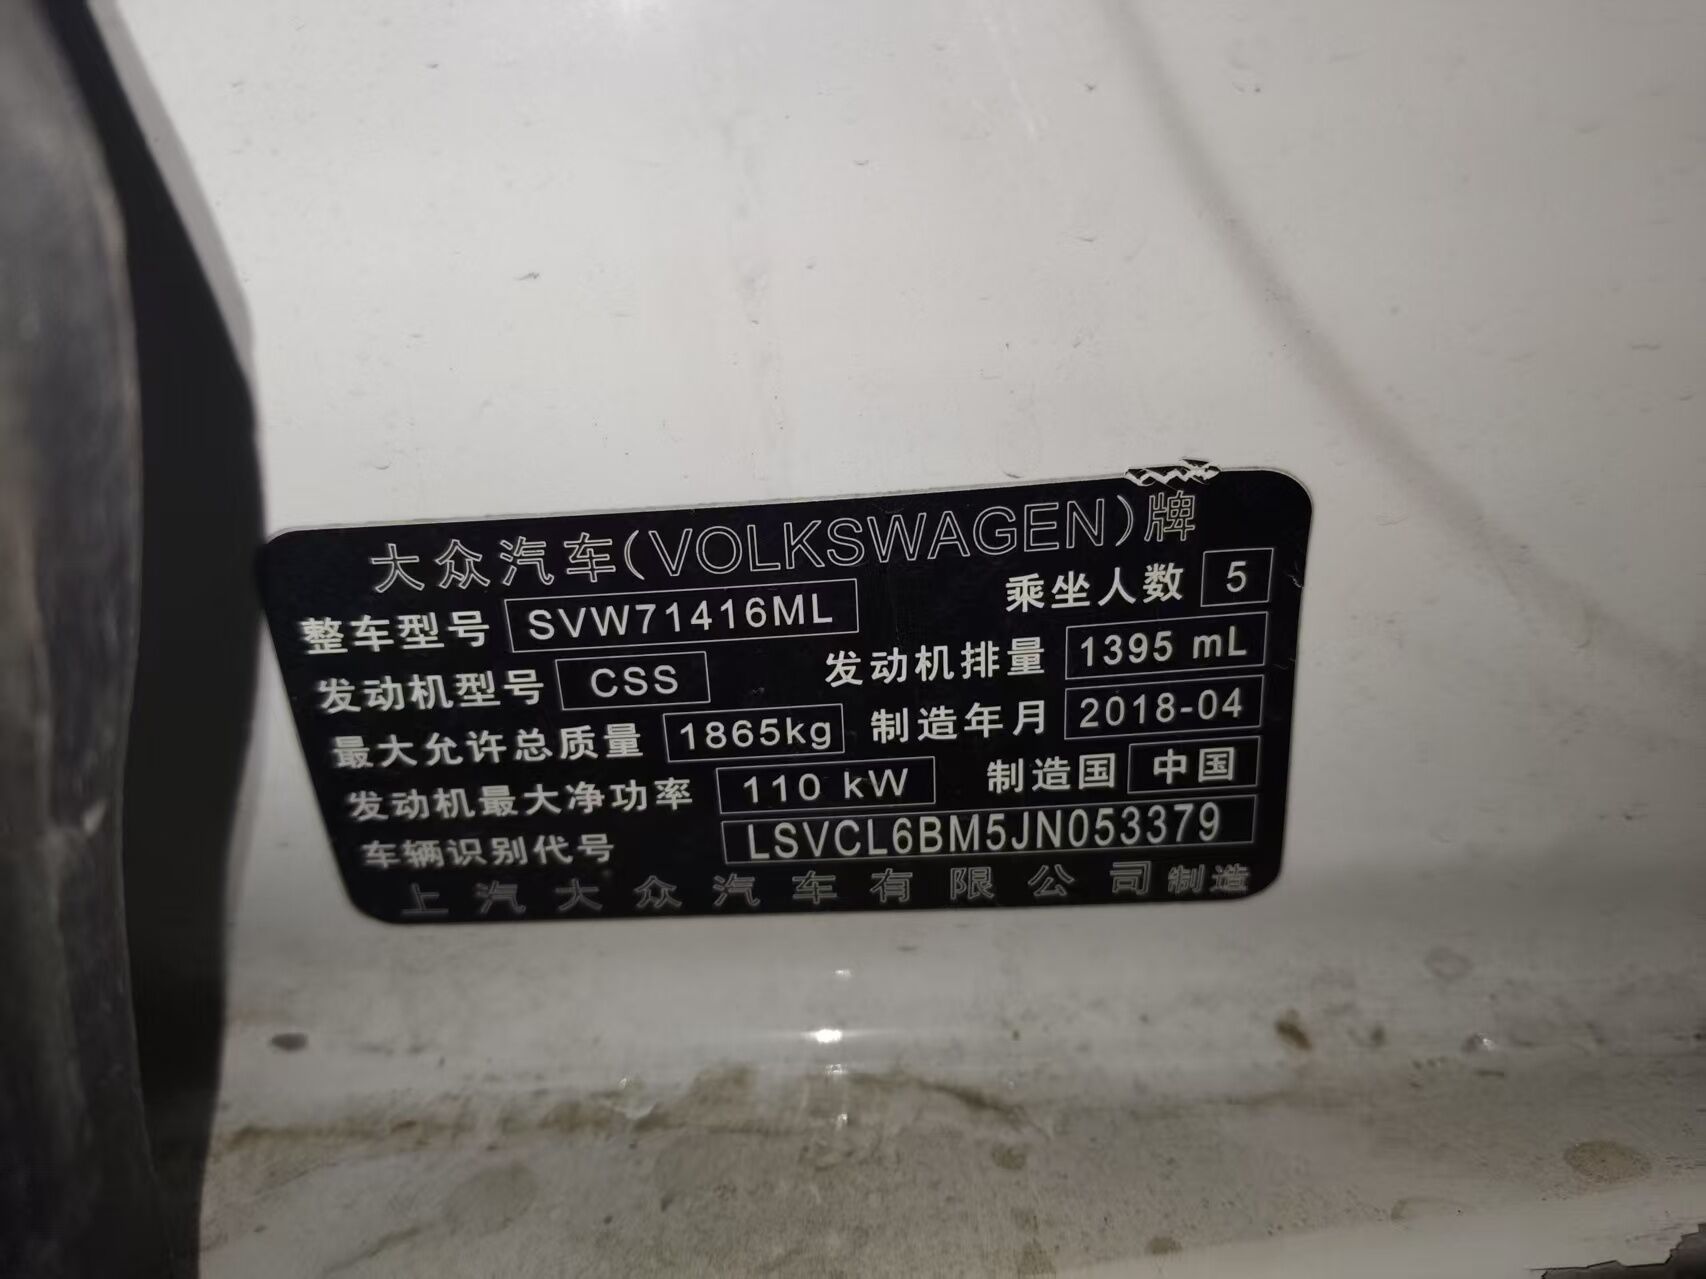 大众汽车(VOLKSWAGEN)牌
整车型号 SVW71416ML 乘坐人数 5
发动机型号 CSS 发动机排量 1395 mL
最大允许总质量 1865kg 制造年月 2018-04
发动机最大净功率 110 kW 制造国 中国
车辆识别代号 LSVCL6BM5JN053379
上汽大众汽车有限公司制造